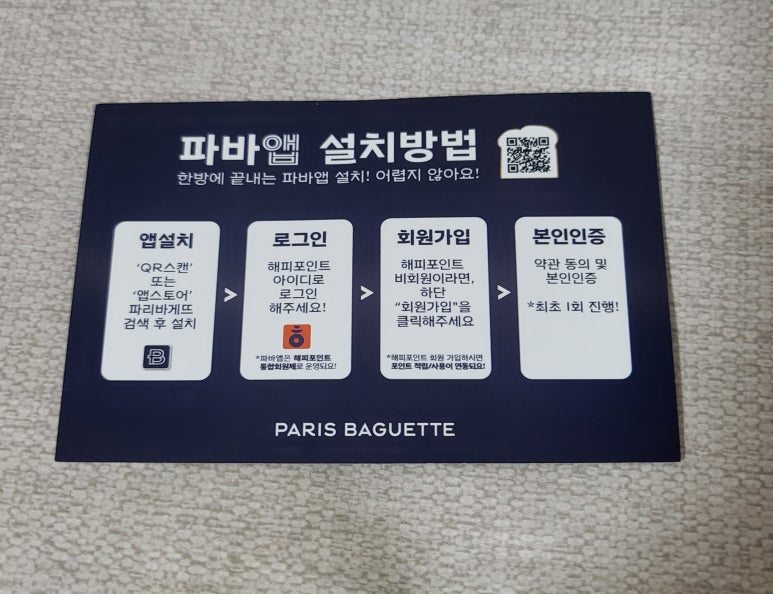 파바앱 설치방법
한방에 끝내는 파바앱 설치! 어렵지 않아요!
앱설치
'QR스캔'
또는
'앱스토어'
파리바게뜨
검색 후 설치
B
>
로그인
해피포인트
아이디로
로그인
해주세요!
*파바앱은 해피포인트
통합회원제로 운영되요!
>
회원가입
해피포인트
비회원이라면,
하단
"회원가입"을
클릭해주세요
*해피포인트 회원 가입하시면
포인트 적립/사용이 연동되요!
>
본인인증
약관 동의 및
본인인증
*최초 1회 진행!
PARIS BAGUETTE